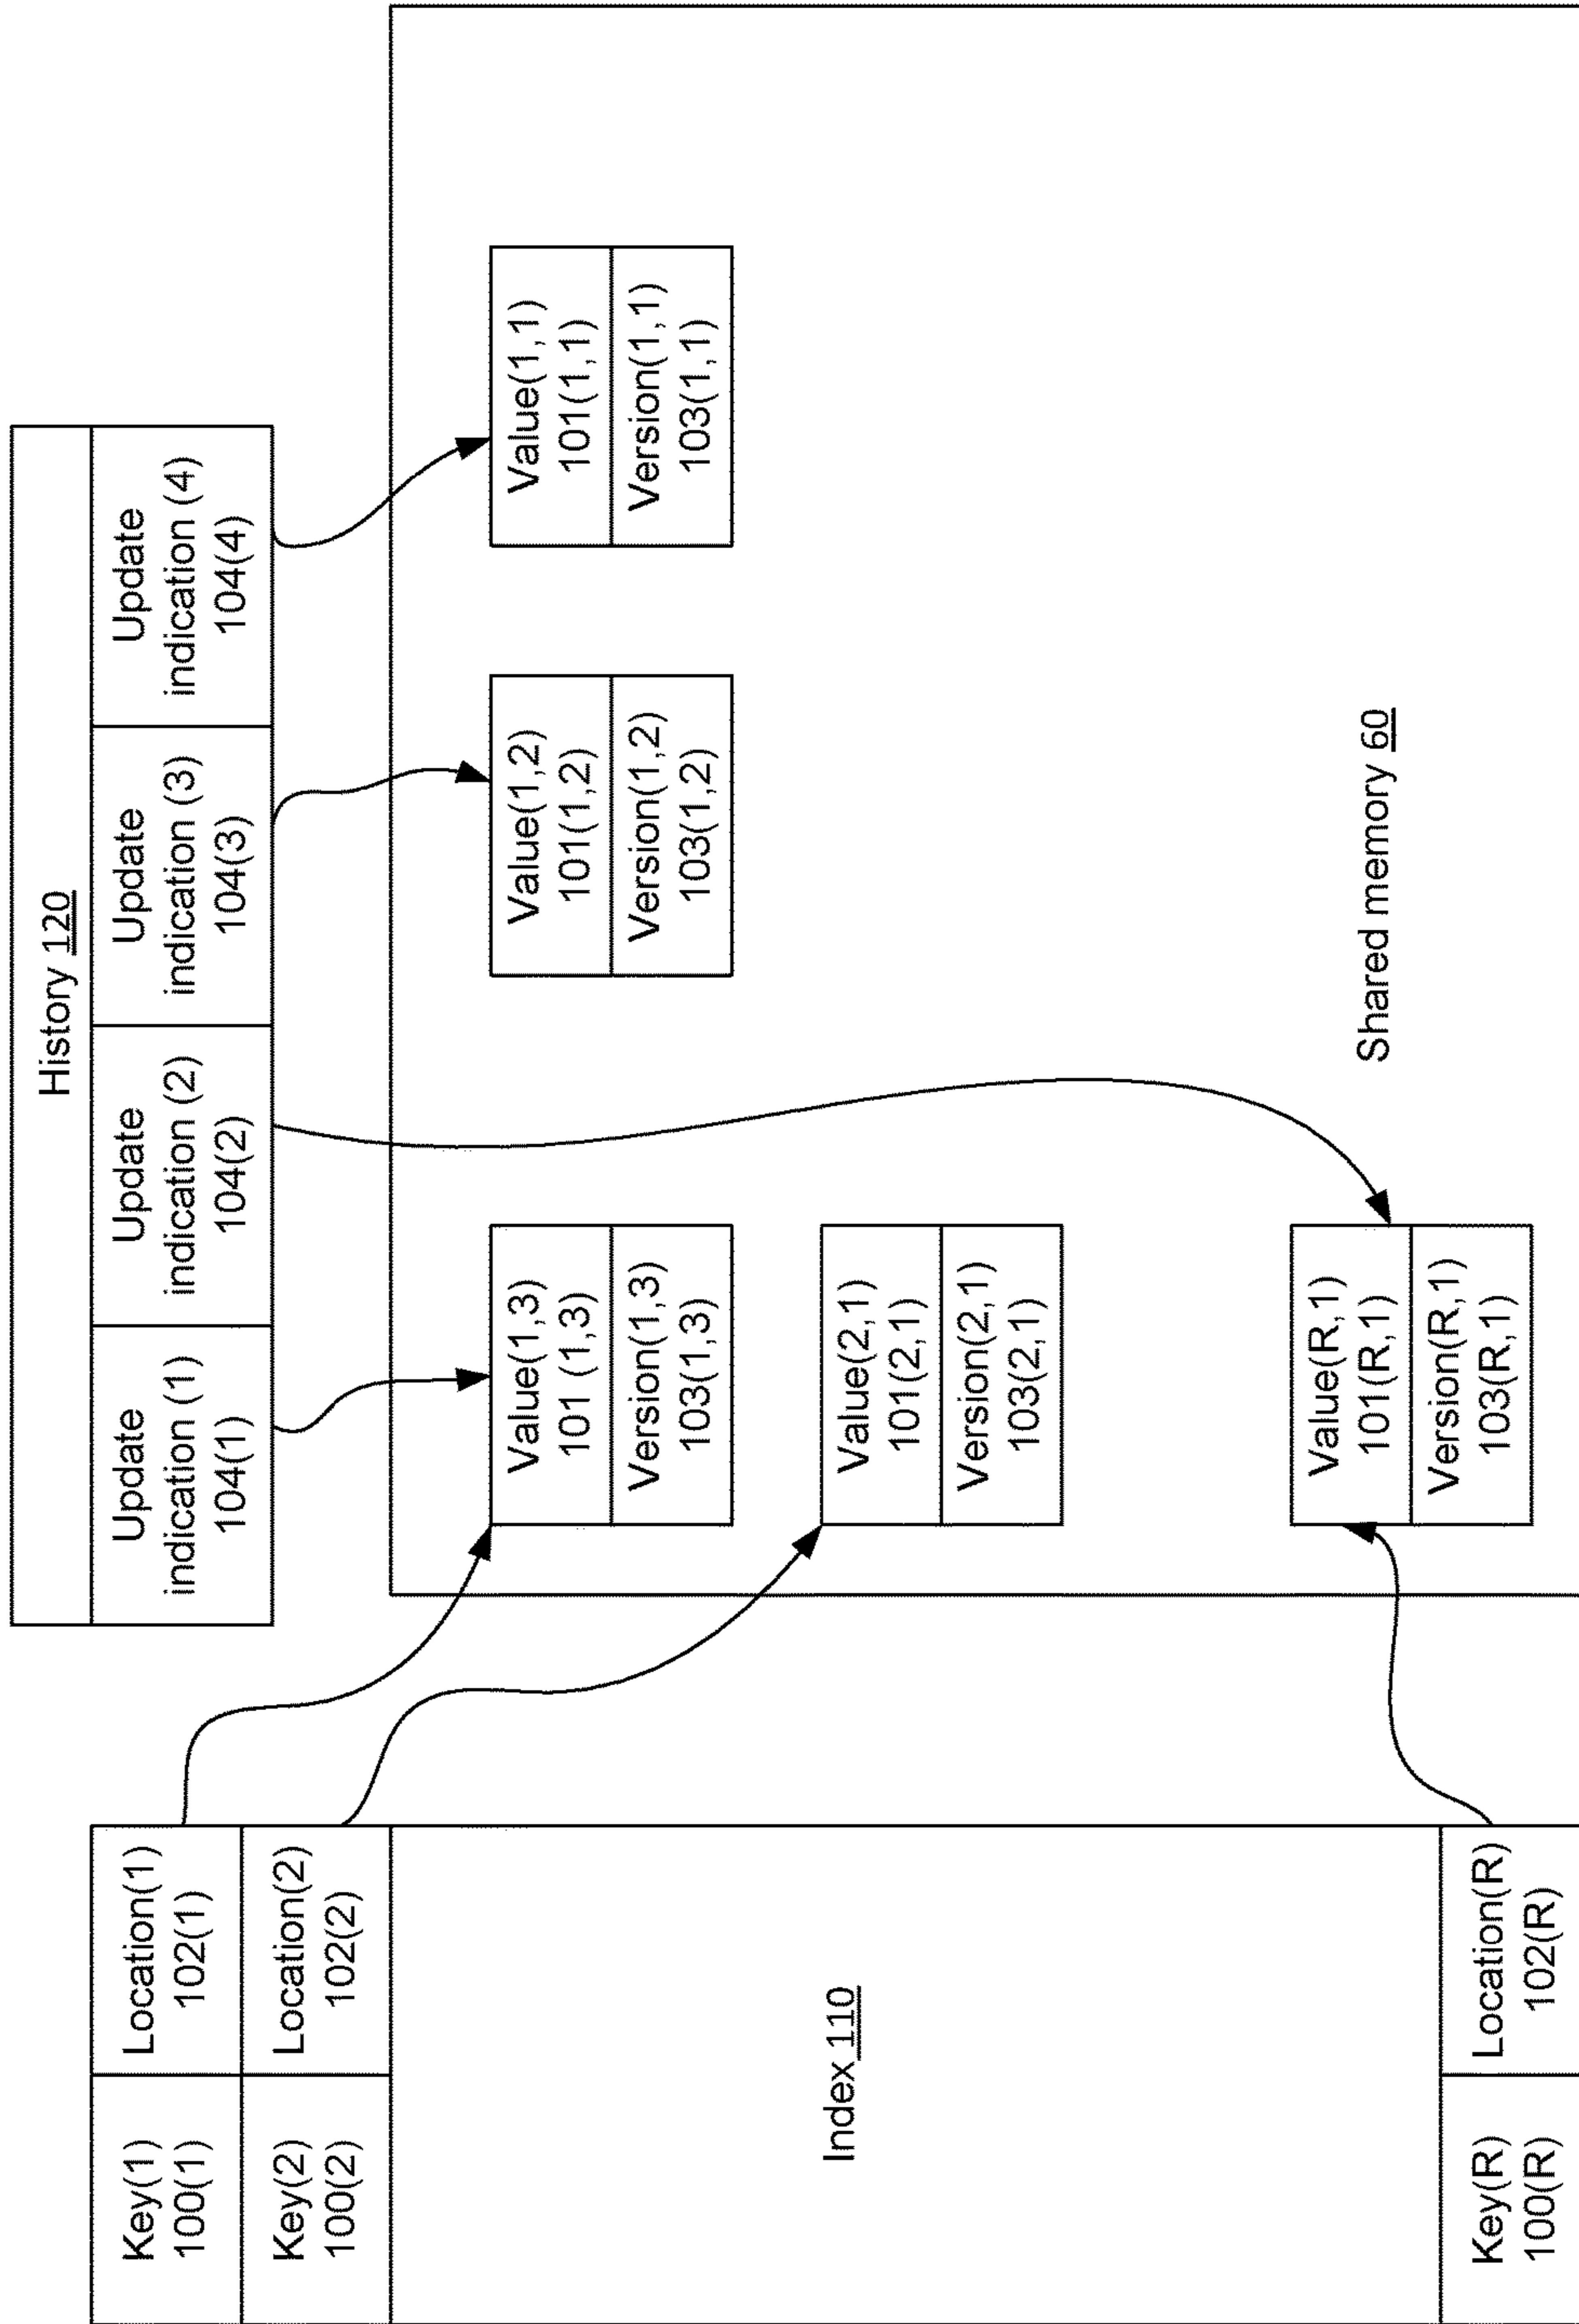 History 120
Update
indication (1)
104(1)
Update
indication (2)
104(2)
Update
indication (3)
104(3)
Update
indication (4)
104(4)
Key(1)
100(1)
Location(1)
102(1)
Key(2)
100(2)
Location(2)
102(2)
Index 110
Key(R)
100(R)
Location(R)
102(R)
Value(1,3)
101 (1,3)
Version(1,3)
103(1,3)
Value(1,2)
101(1,2)
Version(1,2)
103(1,2)
Value(1,1)
101(1,1)
Version(1,1)
103(1,1)
Value(2,1)
101(2,1)
Version(2,1)
103(2,1)
Value(R,1)
101(R,1)
Version(R,1)
103(R,1)
Shared memory 60